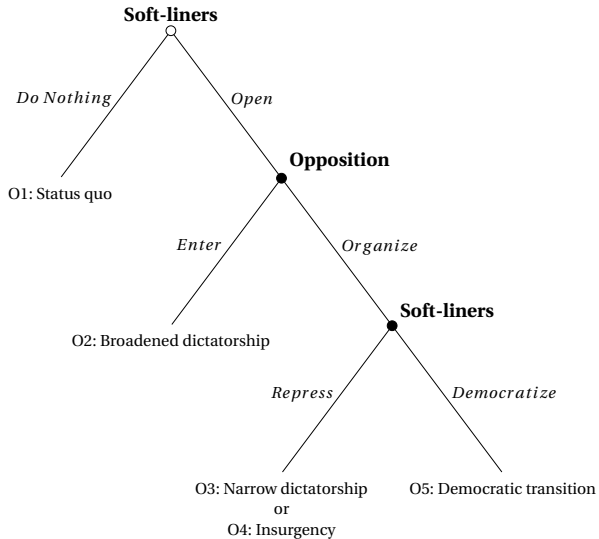 Soft-liners
Do Nothing
Open
Opposition
O1: Status quo
Enter
Organize
Soft-liners
O2: Broadened dictatorship
Repress
Democratize
O3: Narrow dictatorship
or
O4: Insurgency
O5: Democratic transition